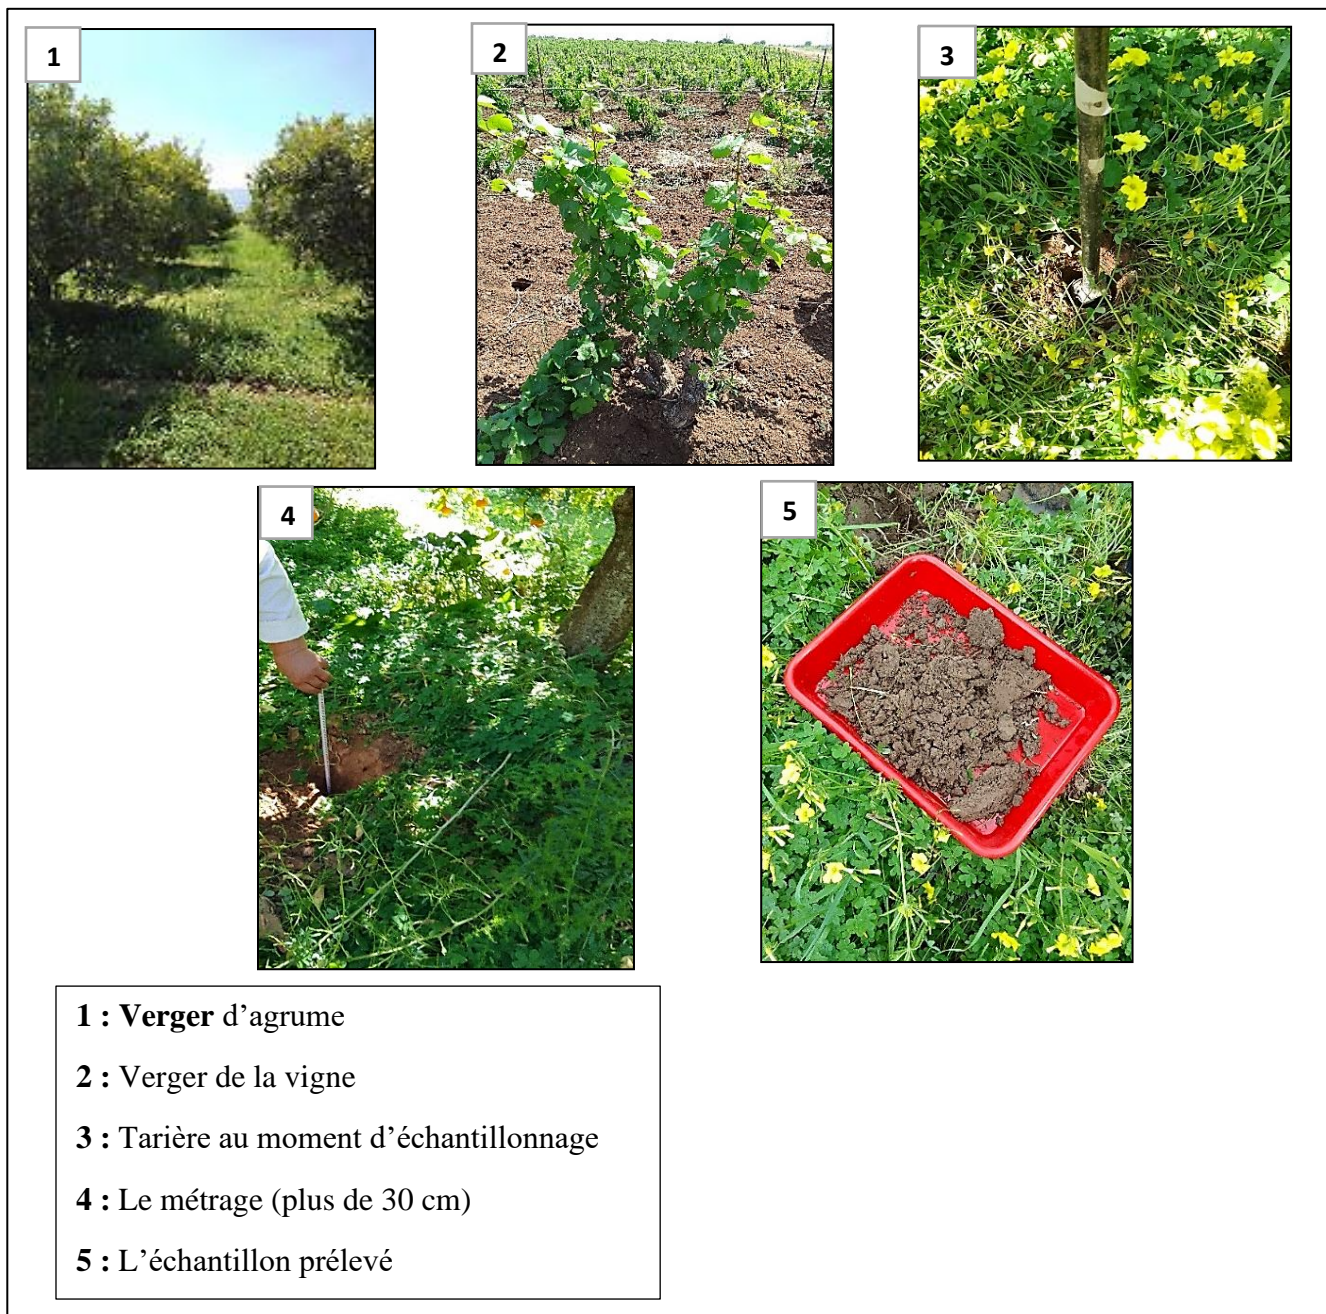 1
2
3
4
5
1 : Verger d’agrume
2 : Verger de la vigne
3 : Tarière au moment d’échantillonnage
4 : Le métrage (plus de 30 cm)
5 : L’échantillon prélevé